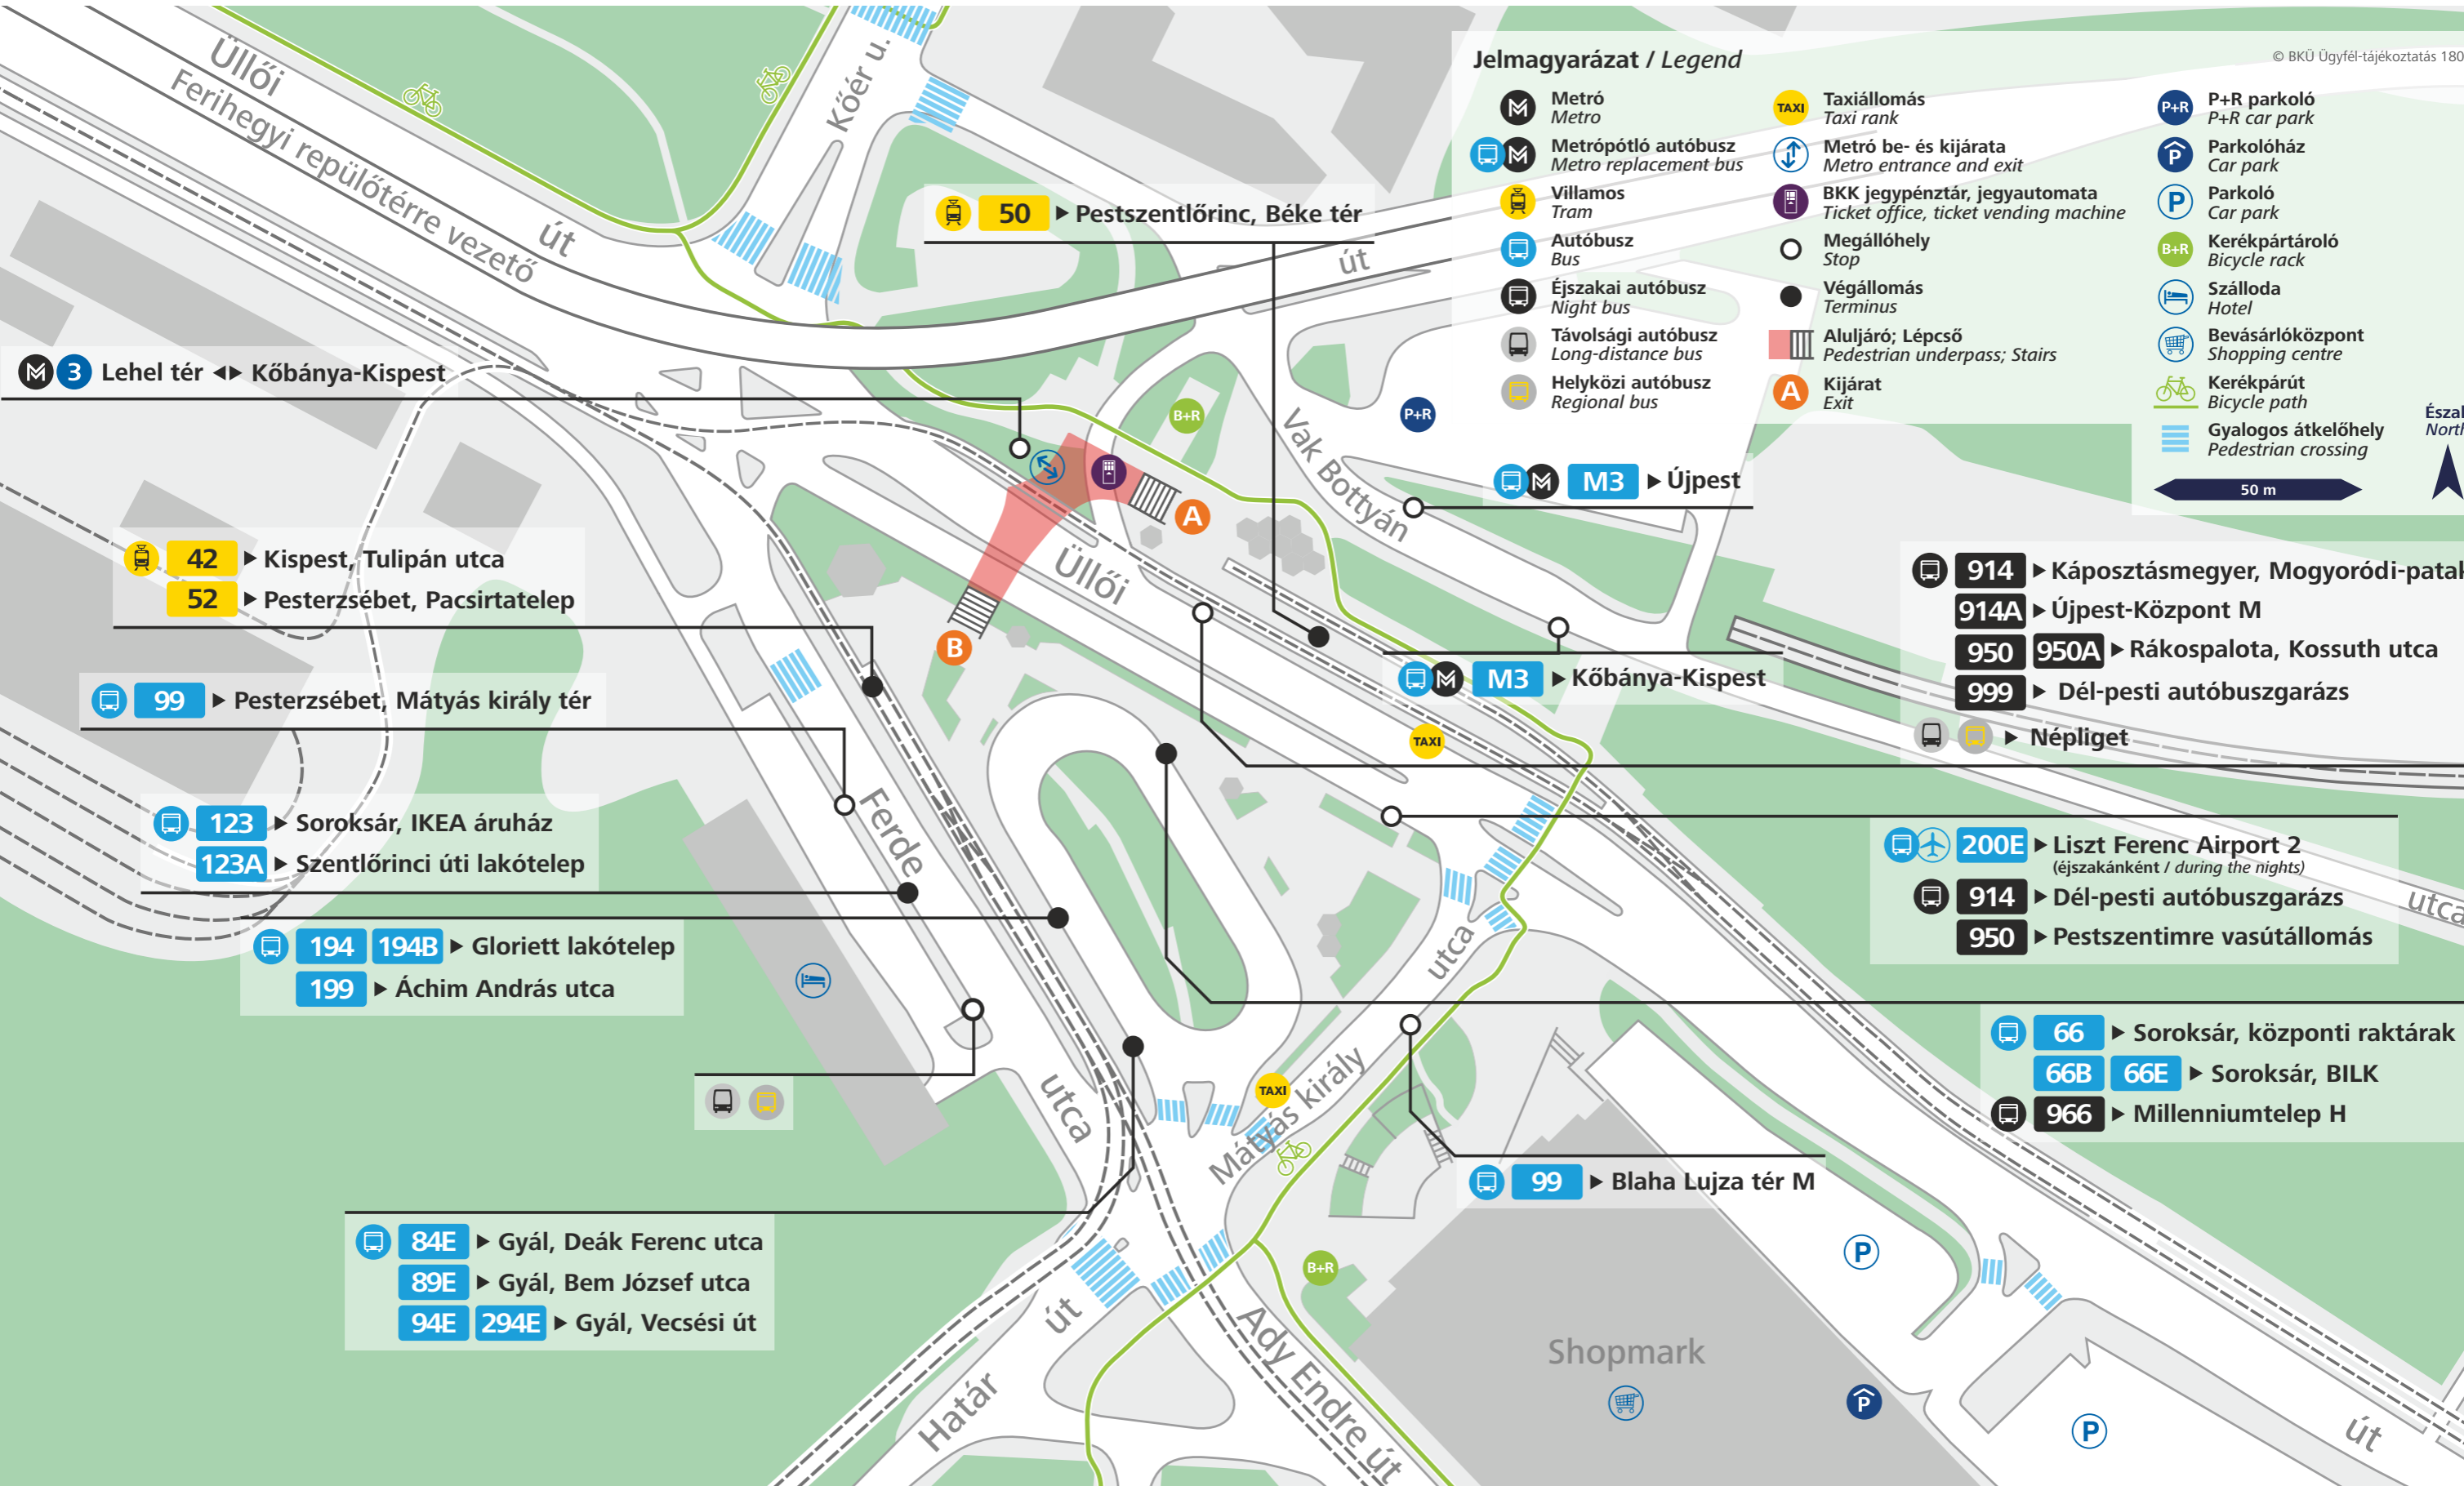 Jelmagyarázat / Legend
© BKÜ Ügyfél-tájékoztatás 180
Metró
Metro
Metrópótló autóbusz
Metro replacement bus
Villamos
Tram
Autóbusz
Bus
Éjszakai autóbusz
Night bus
Távolsági autóbusz
Long-distance bus
Helyközi autóbusz
Regional bus
TAXI
Taxiállomás
Taxi rank
Metró be- és kijárata
Metro entrance and exit
BKK jegypénztár, jegyautomata
Ticket office, ticket vending machine
Megállóhely
Stop
Végállomás
Terminus
Aluljáró; Lépcső
Pedestrian underpass; Stairs
A
Kijárat
Exit
P+R
P+R parkoló
P+R car park
P
Parkolóház
Car park
P
Parkoló
Car park
B+R
Kerékpártároló
Bicycle rack
Szálloda
Hotel
Bevásárlóközpont
Shopping centre
Kerékpárút
Bicycle path
Gyalogos átkelőhely
Pedestrian crossing
Észak
North
50 m
Üllői
út
Ferihegyi repülőtérre vezető
út
Kőér u.
50 Pestszentlőrinc, Béke tér
M 3 Lehel tér Kőbánya-Kispest
B+R
P+R
Vak Bottyán
utca
M M3 Újpest
A
B
Üllői
42 Kispest, Tulipán utca
52 Pesterzsébet, Pacsirtatelep
99 Pesterzsébet, Mátyás király tér
M M3 Kőbánya-Kispest
TAXI
914 Káposztásmegyer, Mogyoródi-patak
914A Újpest-Központ M
950 950A Rákospalota, Kossuth utca
999 Dél-pesti autóbuszgarázs
Népliget
123 Soroksár, IKEA áruház
123A Szentlőrinci úti lakótelep
Ferde
utca
200E Liszt Ferenc Airport 2
(éjszakánként / during the nights)
914 Dél-pesti autóbuszgarázs
950 Pestszentimre vasútállomás
194 194B Gloriett lakótelep
199 Áchim András utca
66 Soroksár, központi raktárak
66B 66E Soroksár, BILK
966 Millenniumtelep H
TAXI
Mátyás király
utca
99 Blaha Lujza tér M
84E Gyál, Deák Ferenc utca
89E Gyál, Bem József utca
94E 294E Gyál, Vecsési út
B+R
Határ
út
Ady Endre út
Shopmark
P
P
P
út